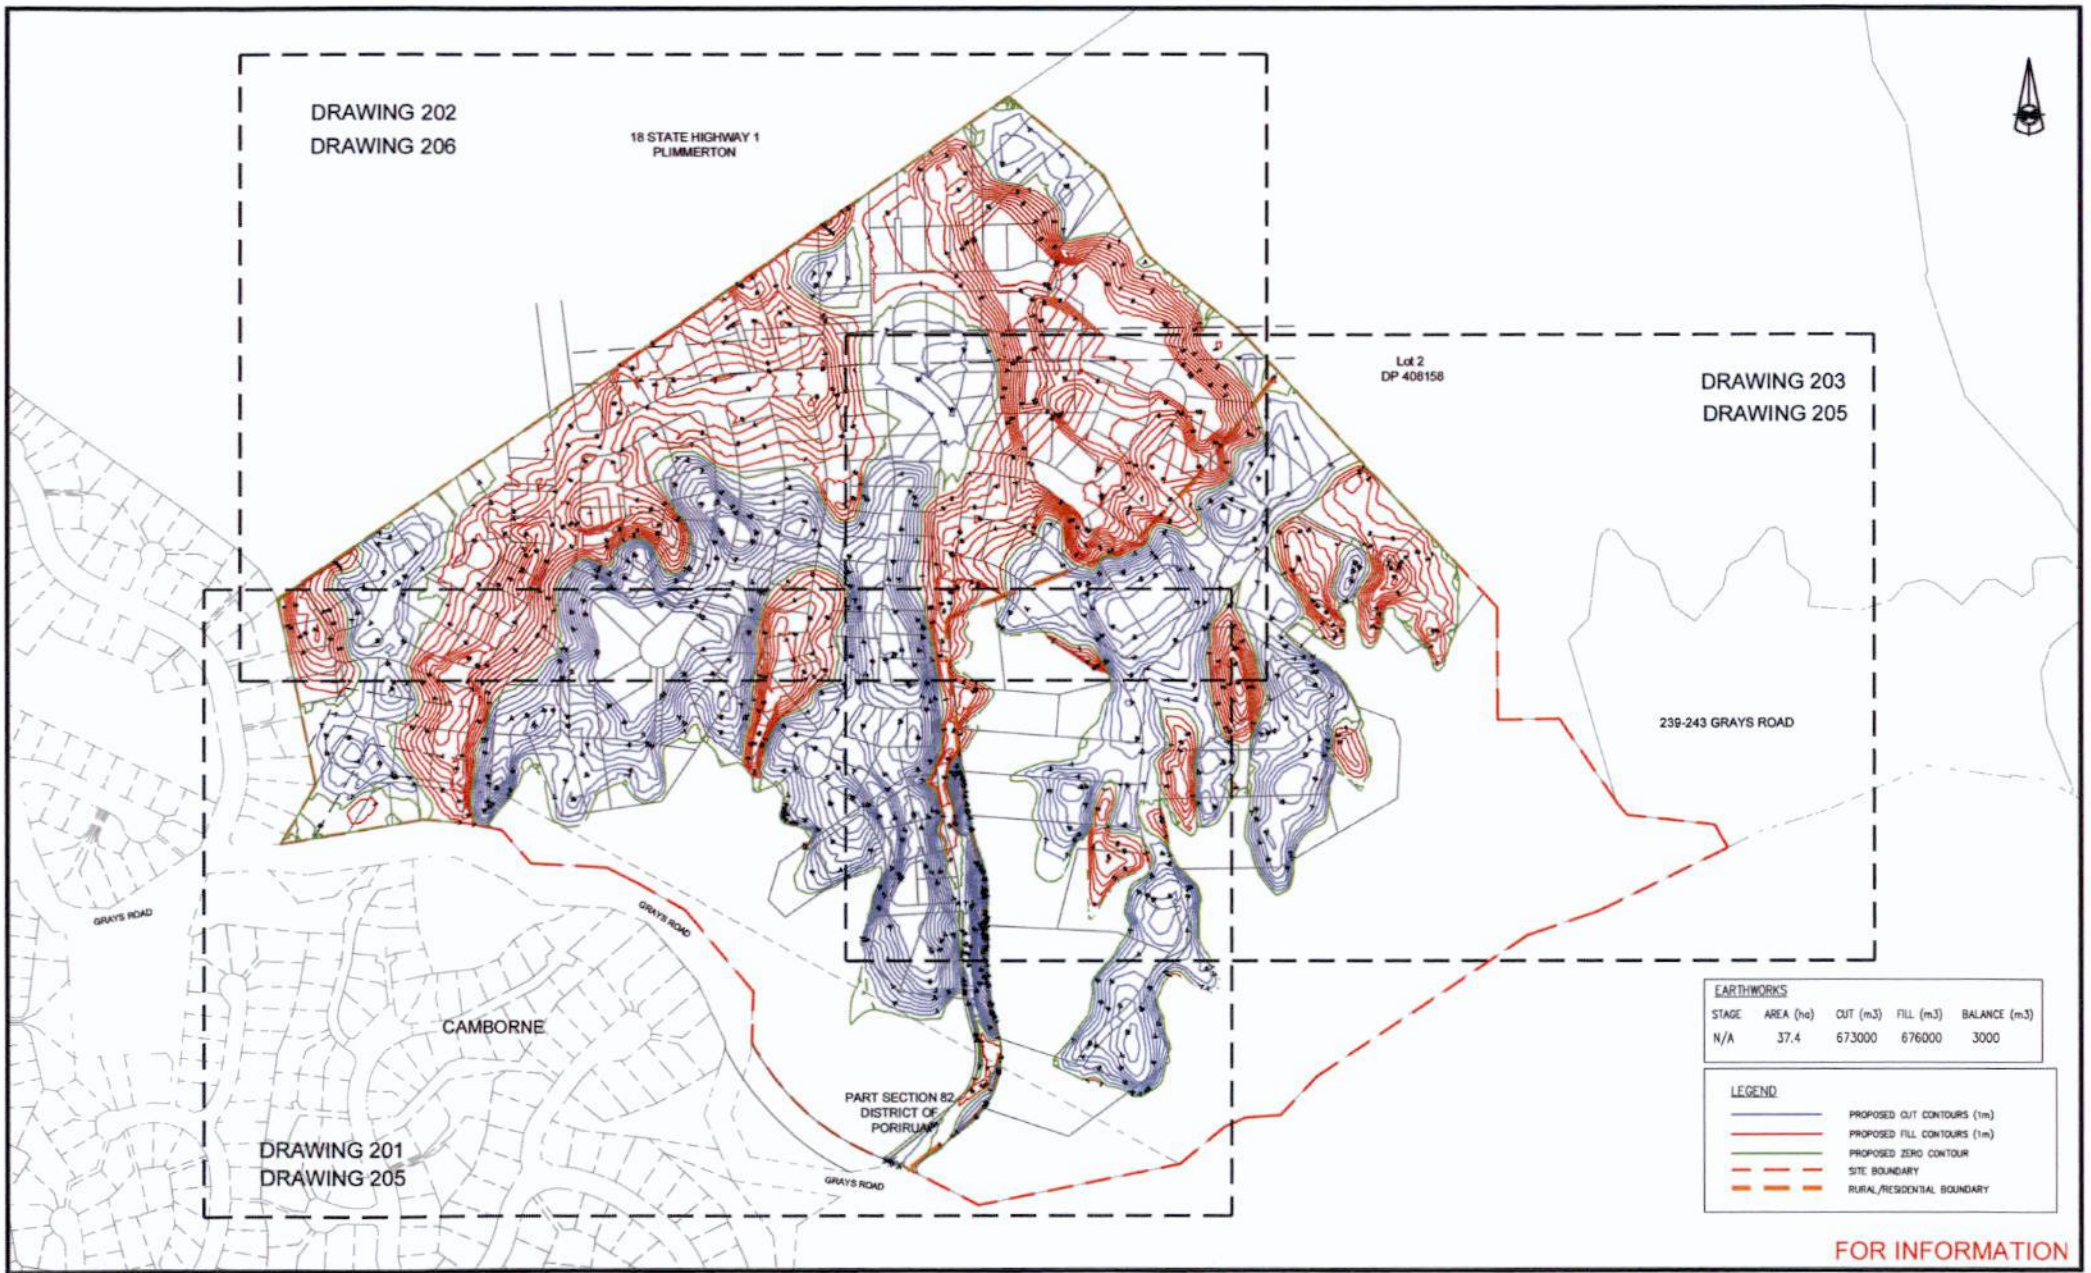 DRAWING 202
DRAWING 206
18 STATE HIGHWAY 1
PLIMMERTON
Lot 2
DP 408158
DRAWING 203
DRAWING 205
239-243 GRAYS ROAD
GRAYS ROAD
GRAYS ROAD
CAMBORNE
PART SECTION 82
DISTRICT OF
PORIRUA
GRAYS ROAD
DRAWING 201
DRAWING 205
EARTHWORKS
STAGE AREA (ha) CUT (m3) FILL (m3) BALANCE (m3)
N/A 37.4 673000 676000 3000
LEGEND
PROPOSED CUT CONTOURS (1m)
PROPOSED FILL CONTOURS (1m)
PROPOSED ZERO CONTOUR
SITE BOUNDARY
RURAL/RESIDENTIAL BOUNDARY
FOR INFORMATION